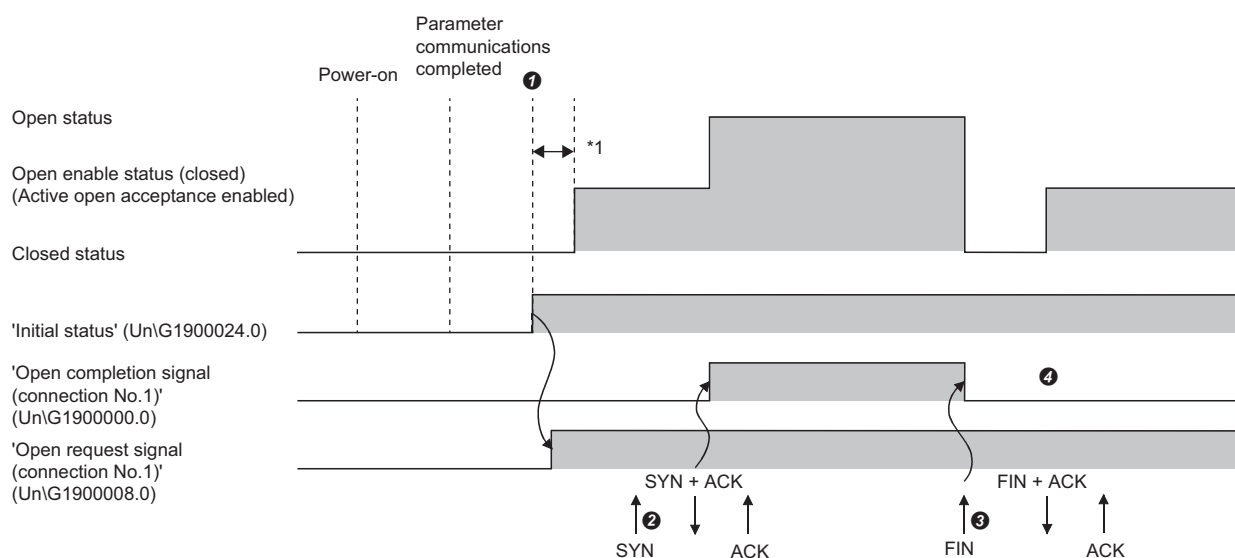 Parameter
communications
completed
Power-on
❶
Open status
*1
Open enable status (closed)
(Active open acceptance enabled)
Closed status
'Initial status' (Un\G1900024.0)
'Open completion signal
(connection No.1)'
(Un\G1900000.0)
❹
'Open request signal
(connection No.1)'
(Un\G1900008.0)
SYN + ACK
FIN + ACK
❷
❸
SYN
ACK
FIN
ACK